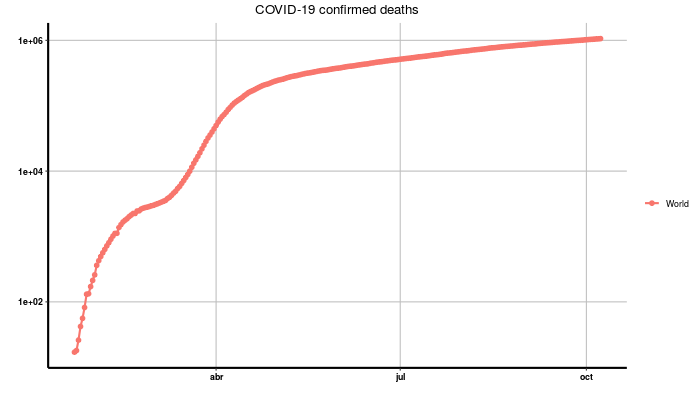 COVID-19 confirmed deaths
1e+06
1e+04
1e+02
abr jul oct
World